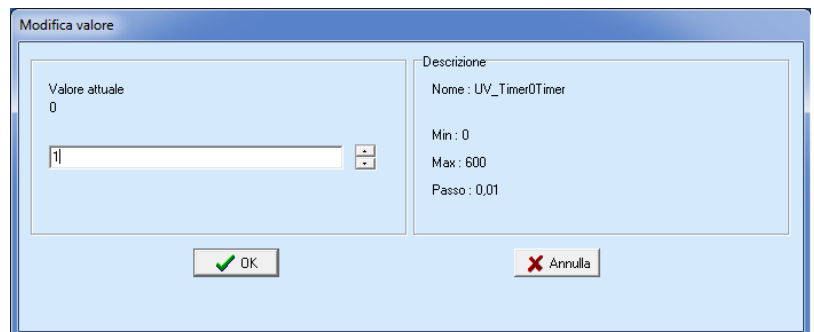 Modifica valore
Valore attuale
0
1
Descrizione
Nome : UV_Timer0Timer
Min : 0
Max : 600
Passo : 0,01
OK
Annulla